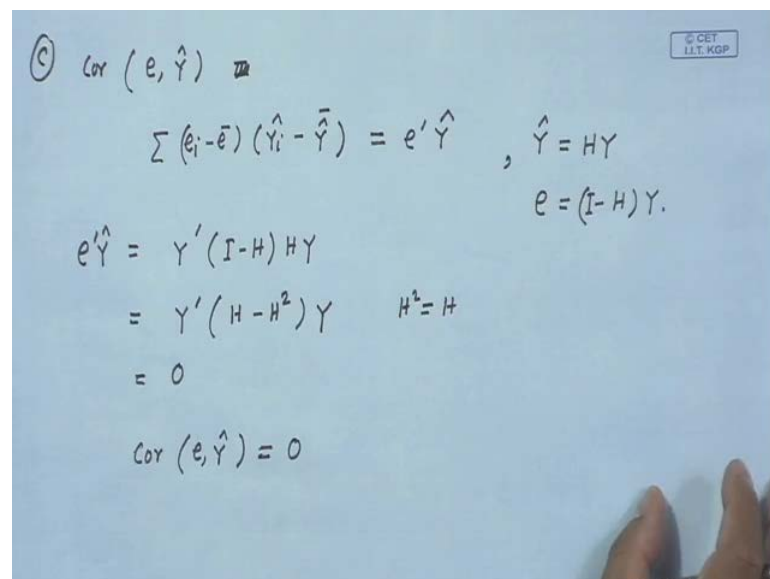 © CET
I.I.T. KGP
Ⓒ Cor (e, Ŷ) =
Σ (eᵢ - ē) (Ŷᵢ - Ŷ̄) = e′ Ŷ , Ŷ = HY
e = (I - H) Y.
e′Ŷ = Y′ (I - H) HY
= Y′ (H - H²) Y H² = H
= 0
Cor (e, Ŷ) = 0